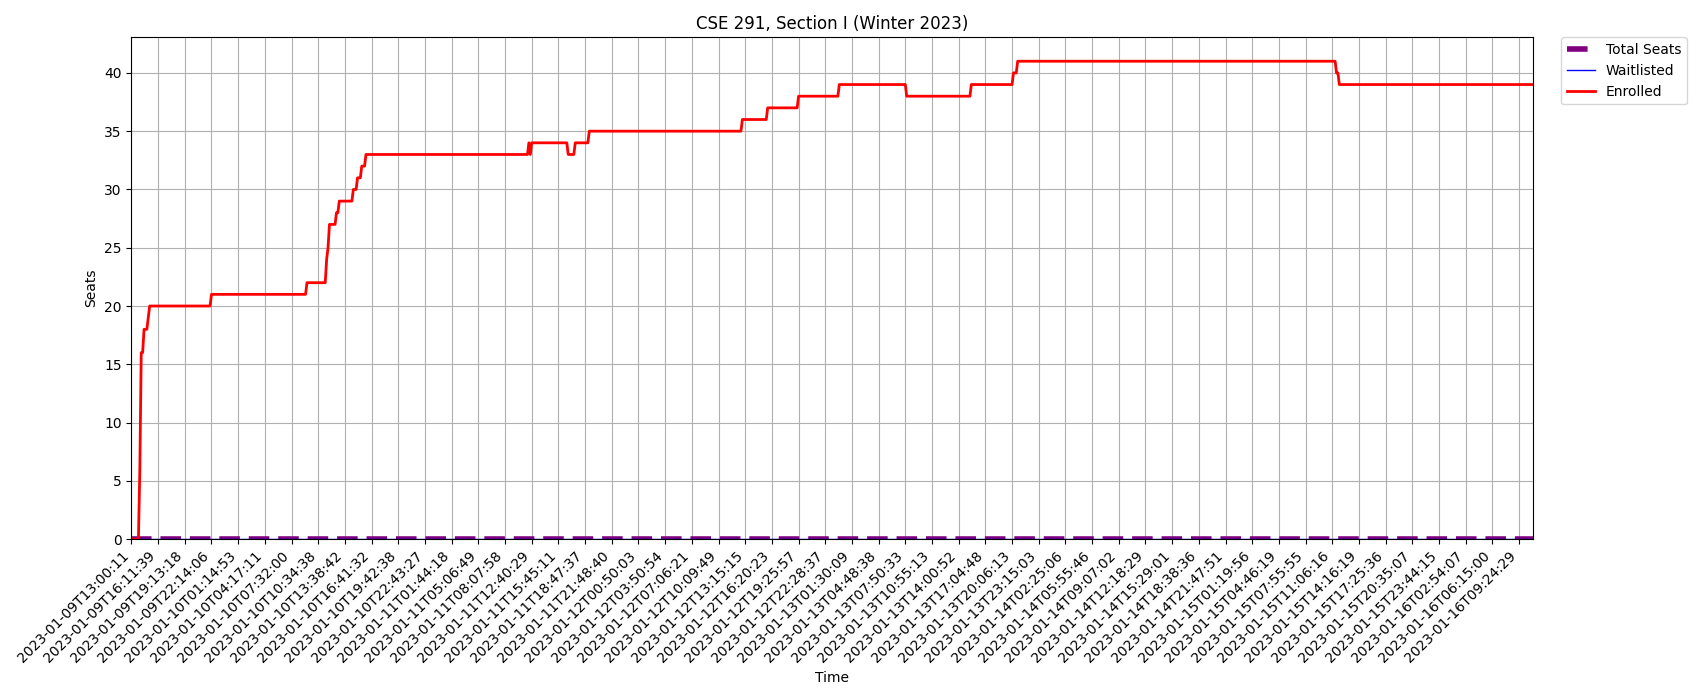 CSE 291, Section I (Winter 2023)
Total Seats
Waitlisted
Enrolled
40
35
30
25
20
15
10
5
0
Seats
2023-01-09T13:00:11
2023-01-09T16:11:39
2023-01-09T19:13:18
2023-01-09T22:14:06
2023-01-10T01:14:53
2023-01-10T04:17:11
2023-01-10T07:32:00
2023-01-10T10:34:38
2023-01-10T13:38:42
2023-01-10T16:41:32
2023-01-10T19:42:38
2023-01-10T22:43:27
2023-01-11T01:44:18
2023-01-11T05:06:49
2023-01-11T08:07:58
2023-01-11T12:40:29
2023-01-11T15:45:11
2023-01-11T18:47:37
2023-01-11T21:48:40
2023-01-12T00:50:03
2023-01-12T03:50:54
2023-01-12T07:06:21
2023-01-12T10:09:49
2023-01-12T13:15:15
2023-01-12T16:20:23
2023-01-12T19:25:57
2023-01-12T22:28:37
2023-01-13T01:30:09
2023-01-13T04:48:38
2023-01-13T07:50:33
2023-01-13T10:55:13
2023-01-13T14:00:52
2023-01-13T17:04:48
2023-01-13T20:06:13
2023-01-13T23:15:03
2023-01-14T02:25:06
2023-01-14T05:55:46
2023-01-14T09:07:02
2023-01-14T12:18:29
2023-01-14T15:29:01
2023-01-14T18:38:36
2023-01-14T21:47:51
2023-01-15T01:19:56
2023-01-15T04:46:19
2023-01-15T07:55:55
2023-01-15T11:06:16
2023-01-15T14:16:19
2023-01-15T17:25:36
2023-01-15T20:35:07
2023-01-15T23:44:15
2023-01-16T02:54:07
2023-01-16T06:15:00
2023-01-16T09:24:29
Time